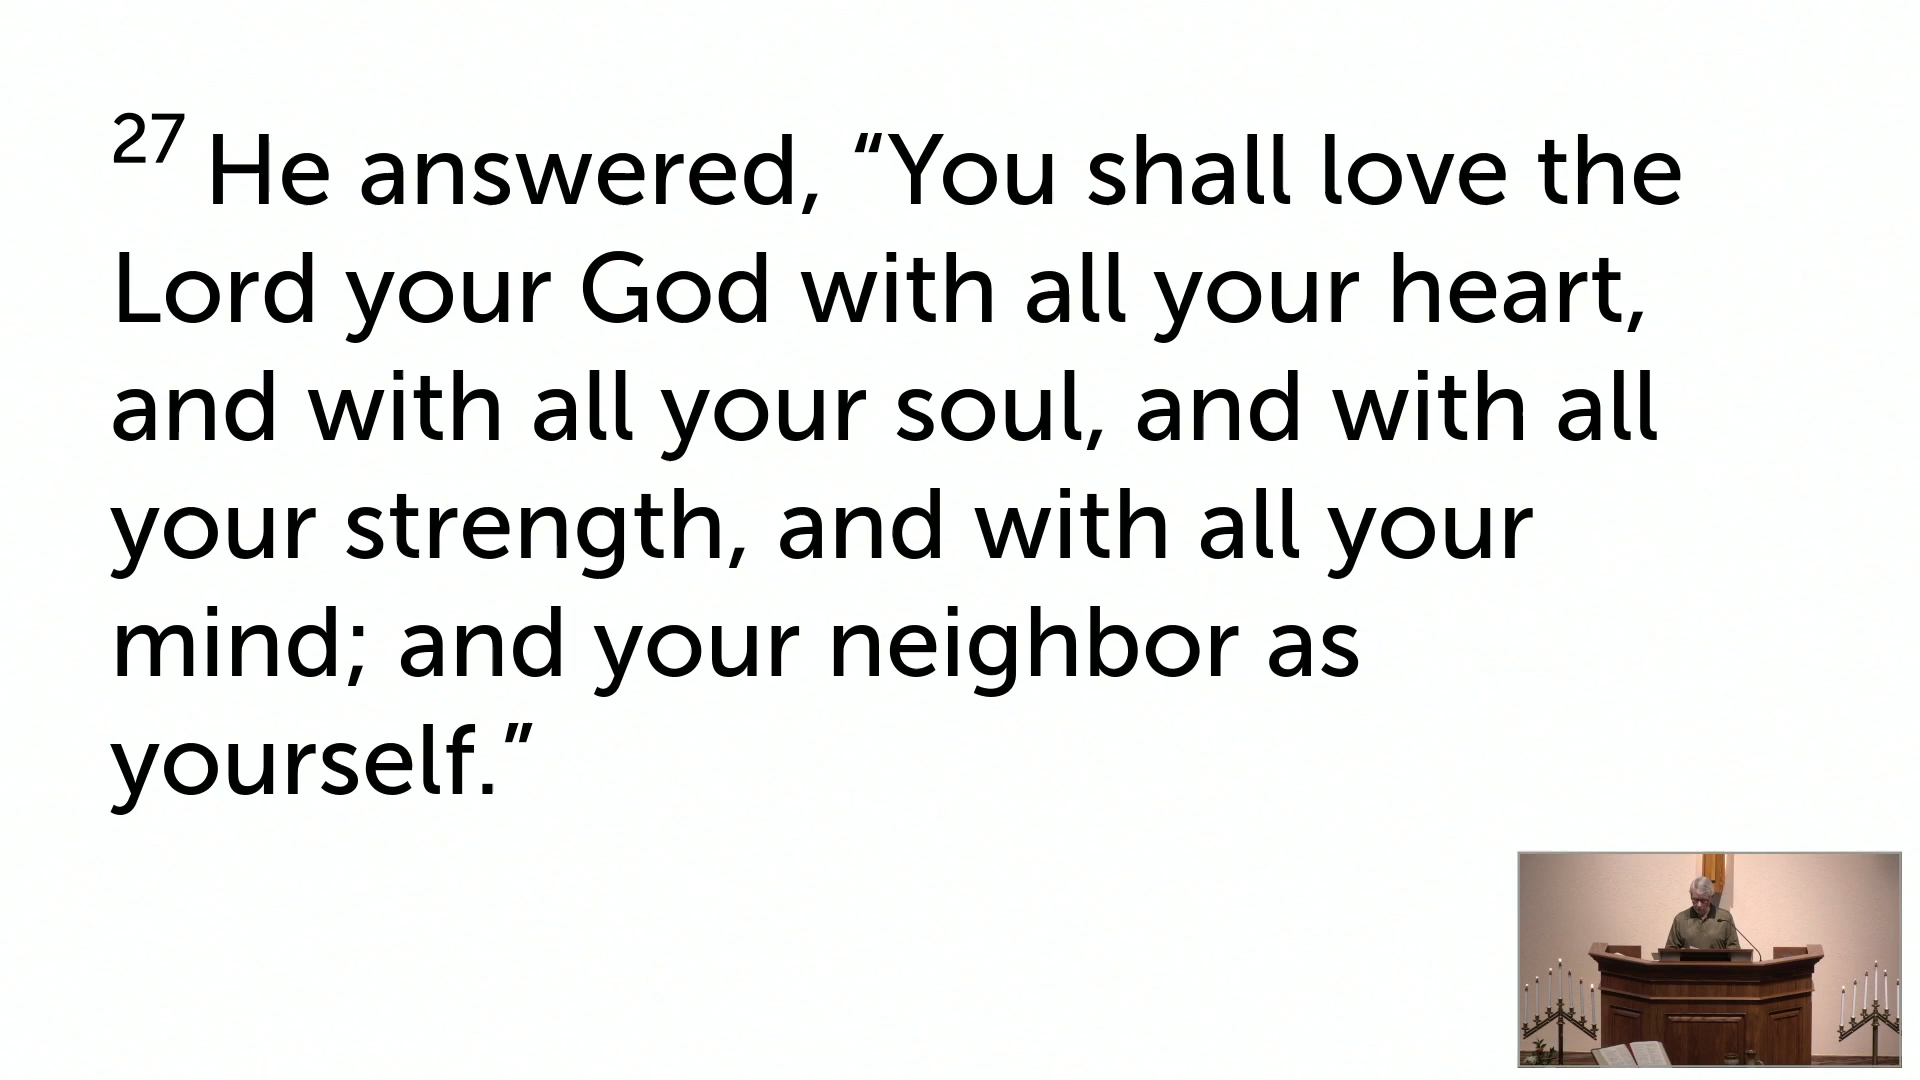 27 He answered, “You shall love the
Lord your God with all your heart,
and with all your soul, and with all
your strength, and with all your
mind; and your neighbor as
yourself.”